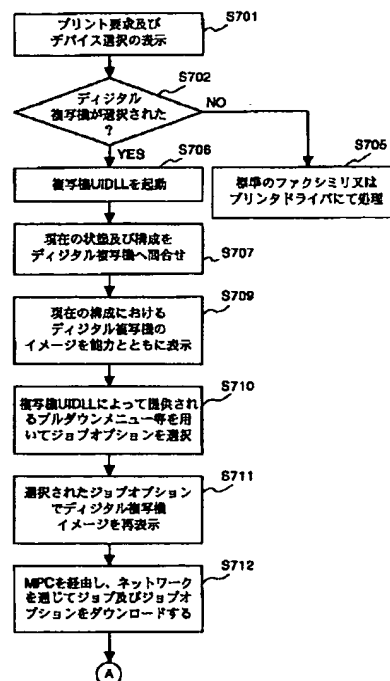 S701
プリント要求及び
デバイス選択の表示
S702
ディジタル
複写機が選択された
?
NO
YES
S706
複写機UIDLLを起動
S705
標準のファクシミリ又は
プリンタドライバにて処理
現在の状態及び構成を
ディジタル複写機へ問合せ
S707
S709
現在の構成における
ディジタル複写機の
イメージを能力とともに表示
S710
複写機UIDLLによって提供され
るプルダウンメニュー等を用
いてジョブオプションを選択
S711
選択されたジョブオプション
でディジタル複写機
イメージを再表示
S712
MPCを経由し、ネットワーク
を通じてジョブ及びジョブオ
プションをダウンロードする
A